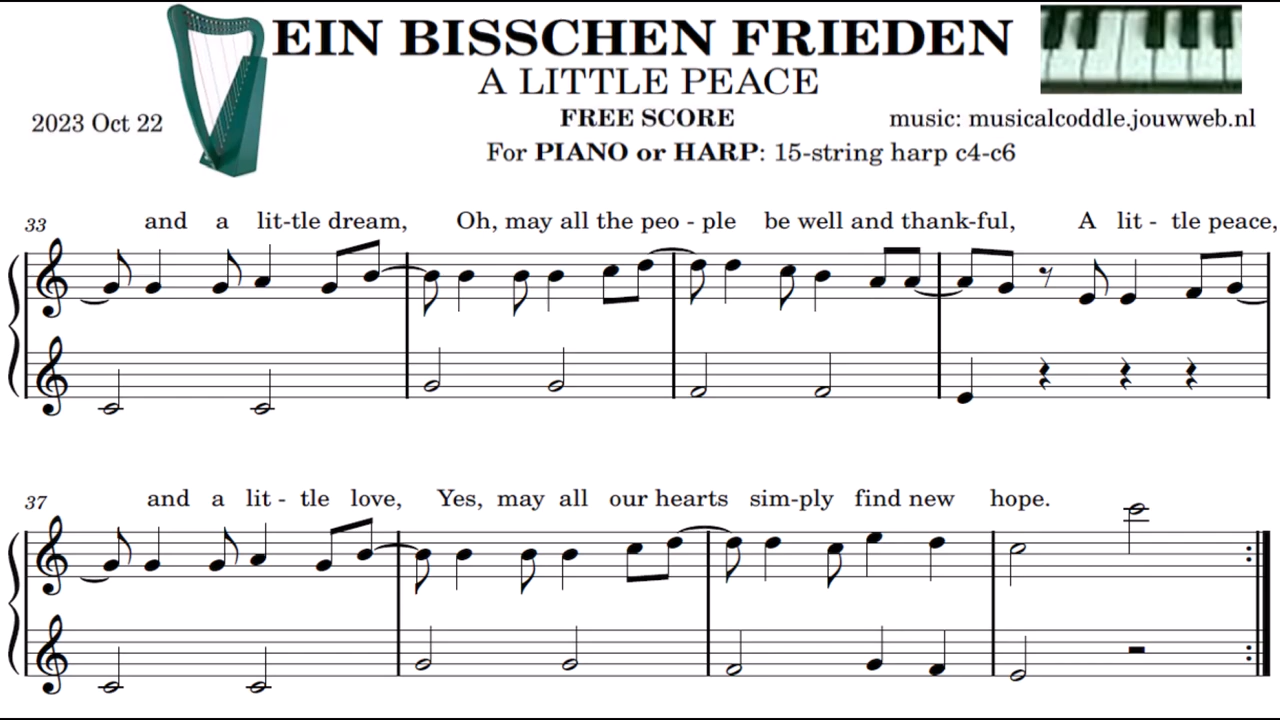 EIN BISSCHEN FRIEDEN
A LITTLE PEACE
2023 Oct 22
FREE SCORE
music: musicalcoddle.jouwweb.nl
For PIANO or HARP: 15-string harp c4-c6
33
and a lit-tle dream, Oh, may all the peo - ple be well and thank-ful, A lit - tle peace,
37
and a lit - tle love, Yes, may all our hearts sim-ply find new hope.